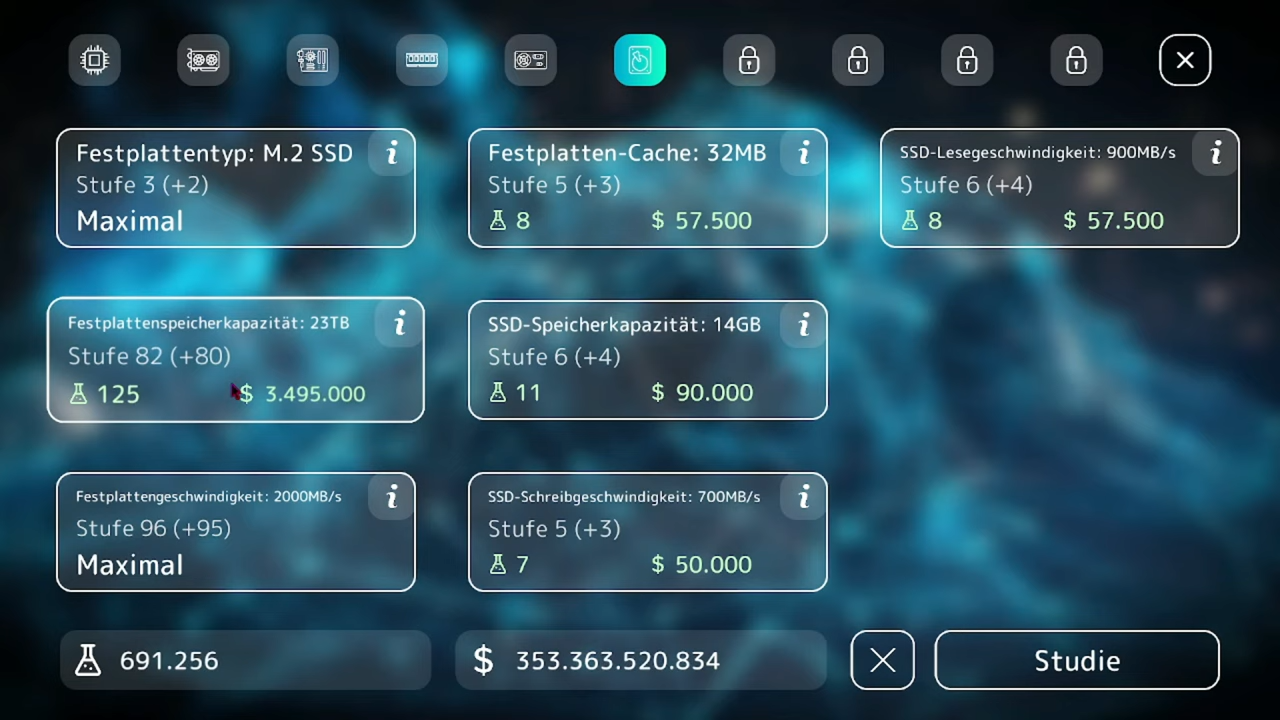 Festplattentyp: M.2 SSD
Stufe 3 (+2)
Maximal
Festplatten-Cache: 32MB
Stufe 5 (+3)
8 $ 57.500
SSD-Lesegeschwindigkeit: 900MB/s
Stufe 6 (+4)
8 $ 57.500
Festplattenspeicherkapazität: 23TB
Stufe 82 (+80)
125 $ 3.495.000
SSD-Speicherkapazität: 14GB
Stufe 6 (+4)
11 $ 90.000
Festplattengeschwindigkeit: 2000MB/s
Stufe 96 (+95)
Maximal
SSD-Schreibgeschwindigkeit: 700MB/s
Stufe 5 (+3)
7 $ 50.000
691.256
$ 353.363.520.834
Studie